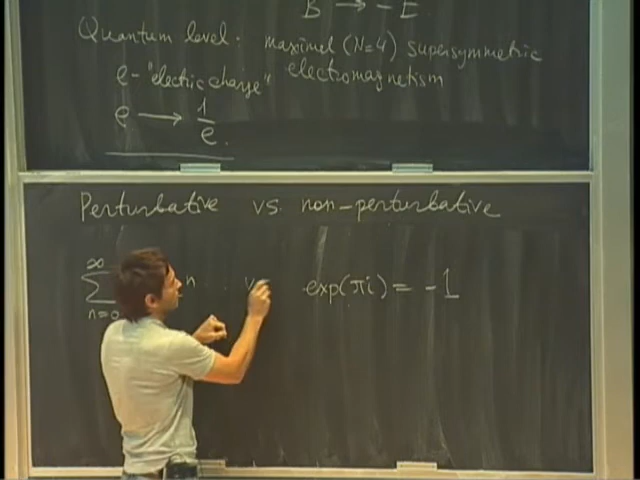 B → - E
Quantum level: maximal (N=4) supersymmetric
e - "electric charge" electromagnetism
e → 1/e.
Perturbative vs. non-perturbative
∞
∑ n v exp(πi) = -1
n=0